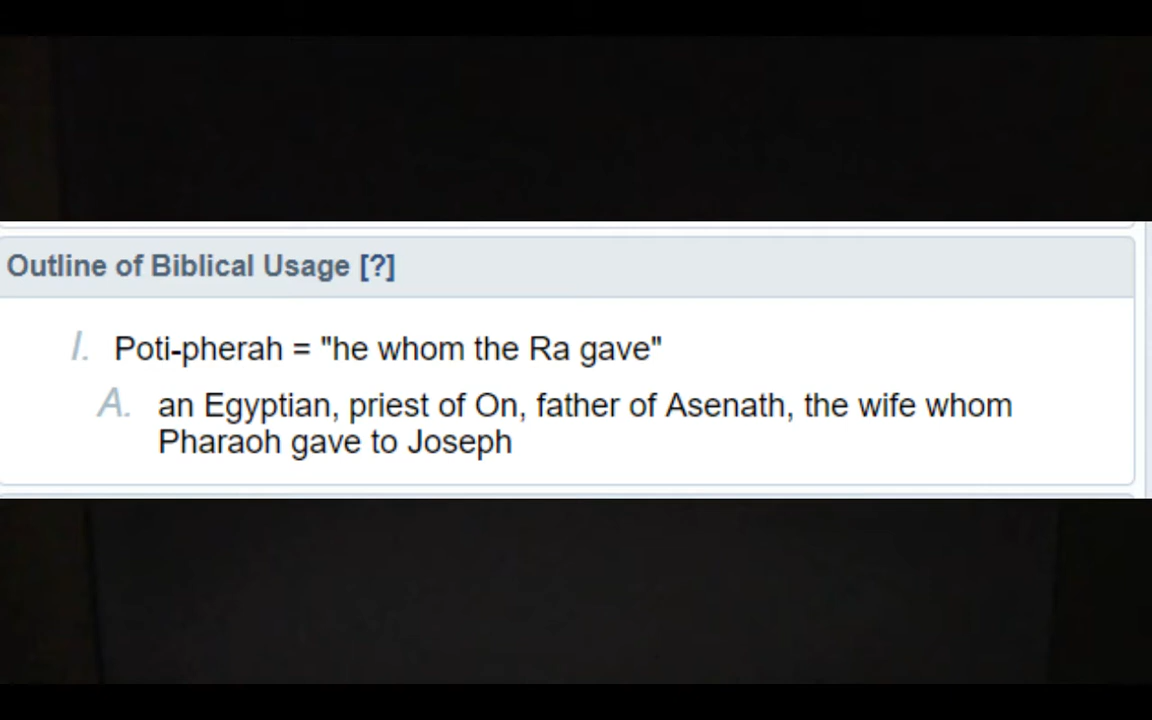 Outline of Biblical Usage [?]
I. Poti-pherah = "he whom the Ra gave"
A. an Egyptian, priest of On, father of Asenath, the wife whom
Pharaoh gave to Joseph